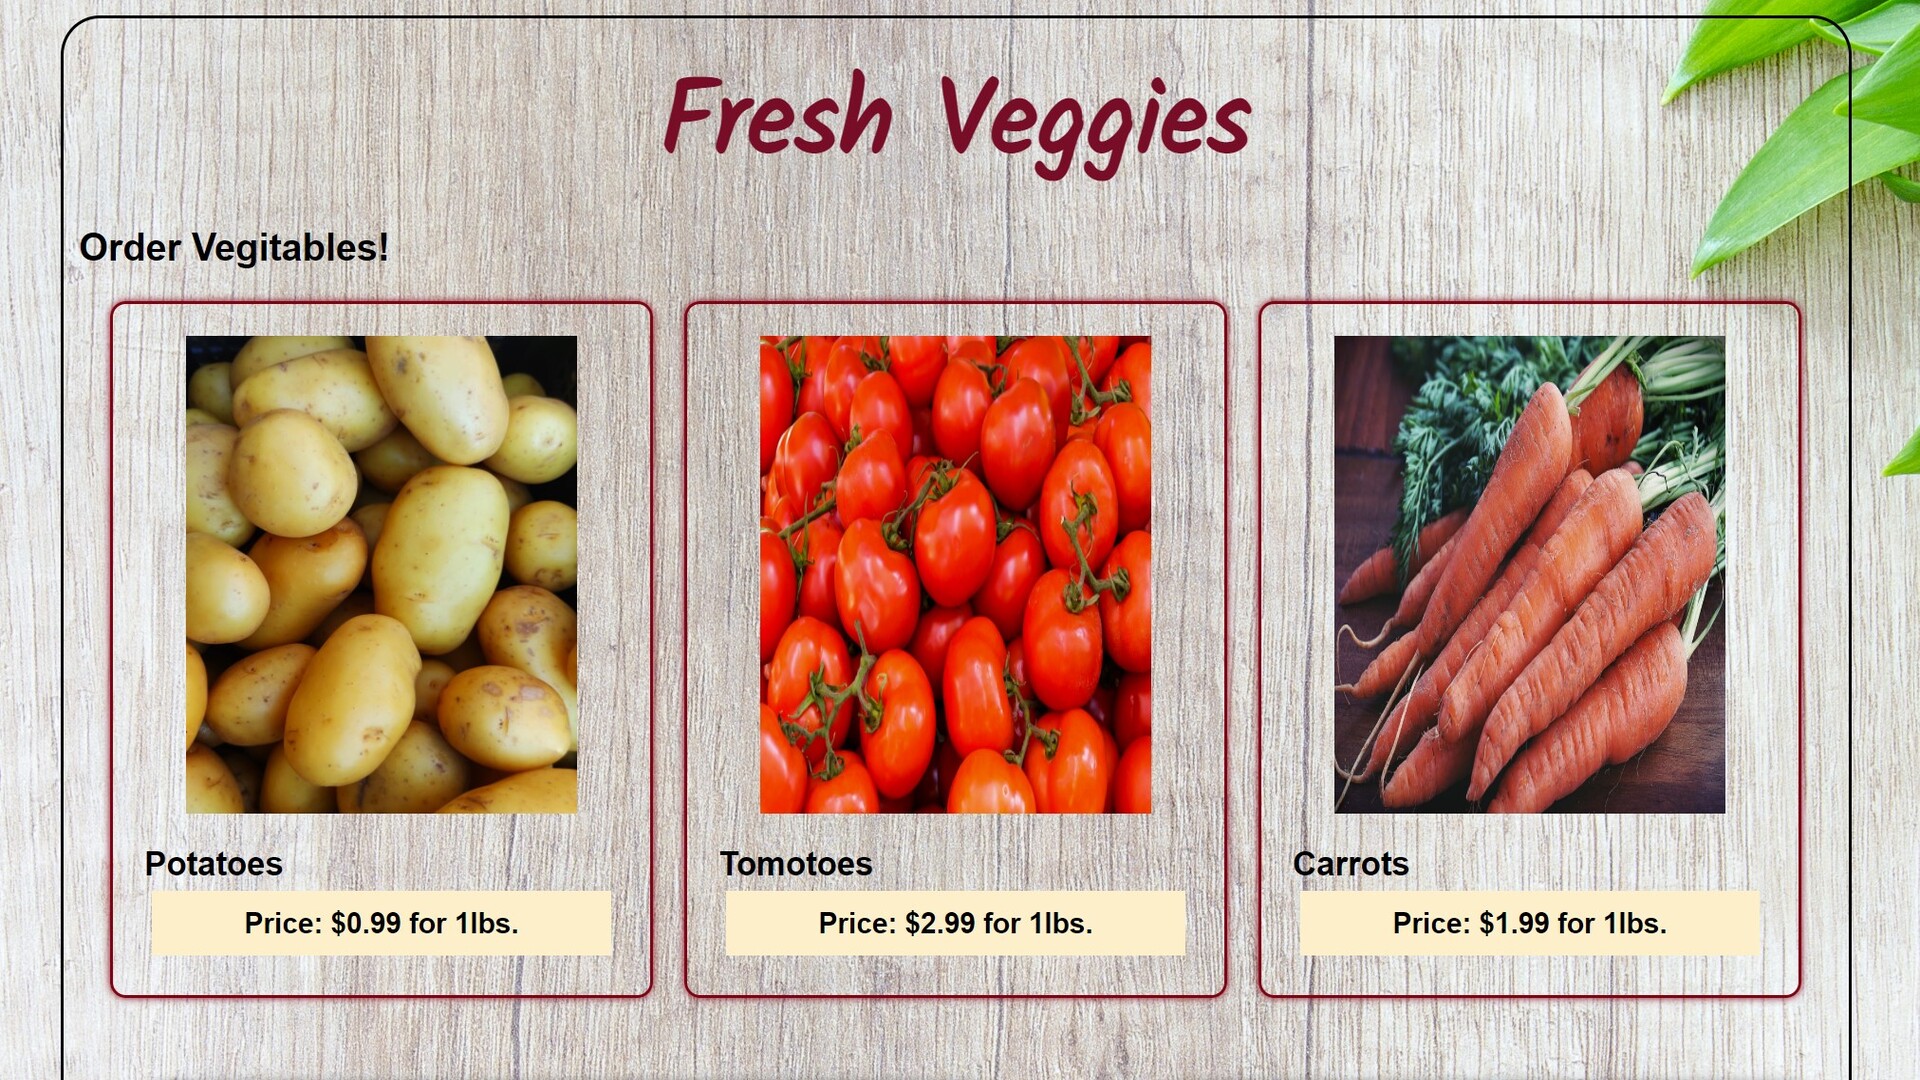 Fresh Veggies
Order Vegitables!
Potatoes
Price: $0.99 for 1lbs.
Tomotoes
Price: $2.99 for 1lbs.
Carrots
Price: $1.99 for 1lbs.